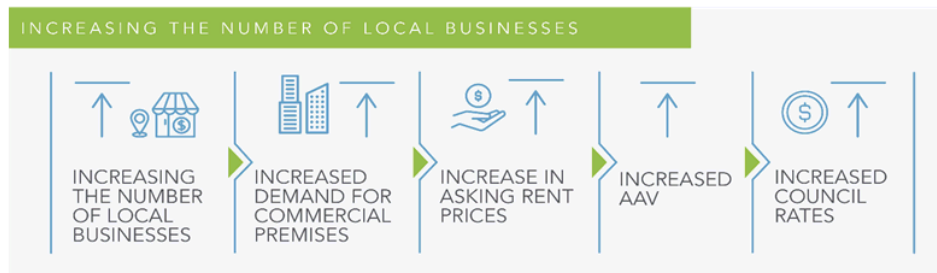 INCREASING THE NUMBER OF LOCAL BUSINESSES
INCREASING
THE NUMBER
OF LOCAL
BUSINESSES
INCREASED
DEMAND FOR
COMMERCIAL
PREMISES
INCREASE IN
ASKING RENT
PRICES
INCREASED
AAV
INCREASED
COUNCIL
RATES